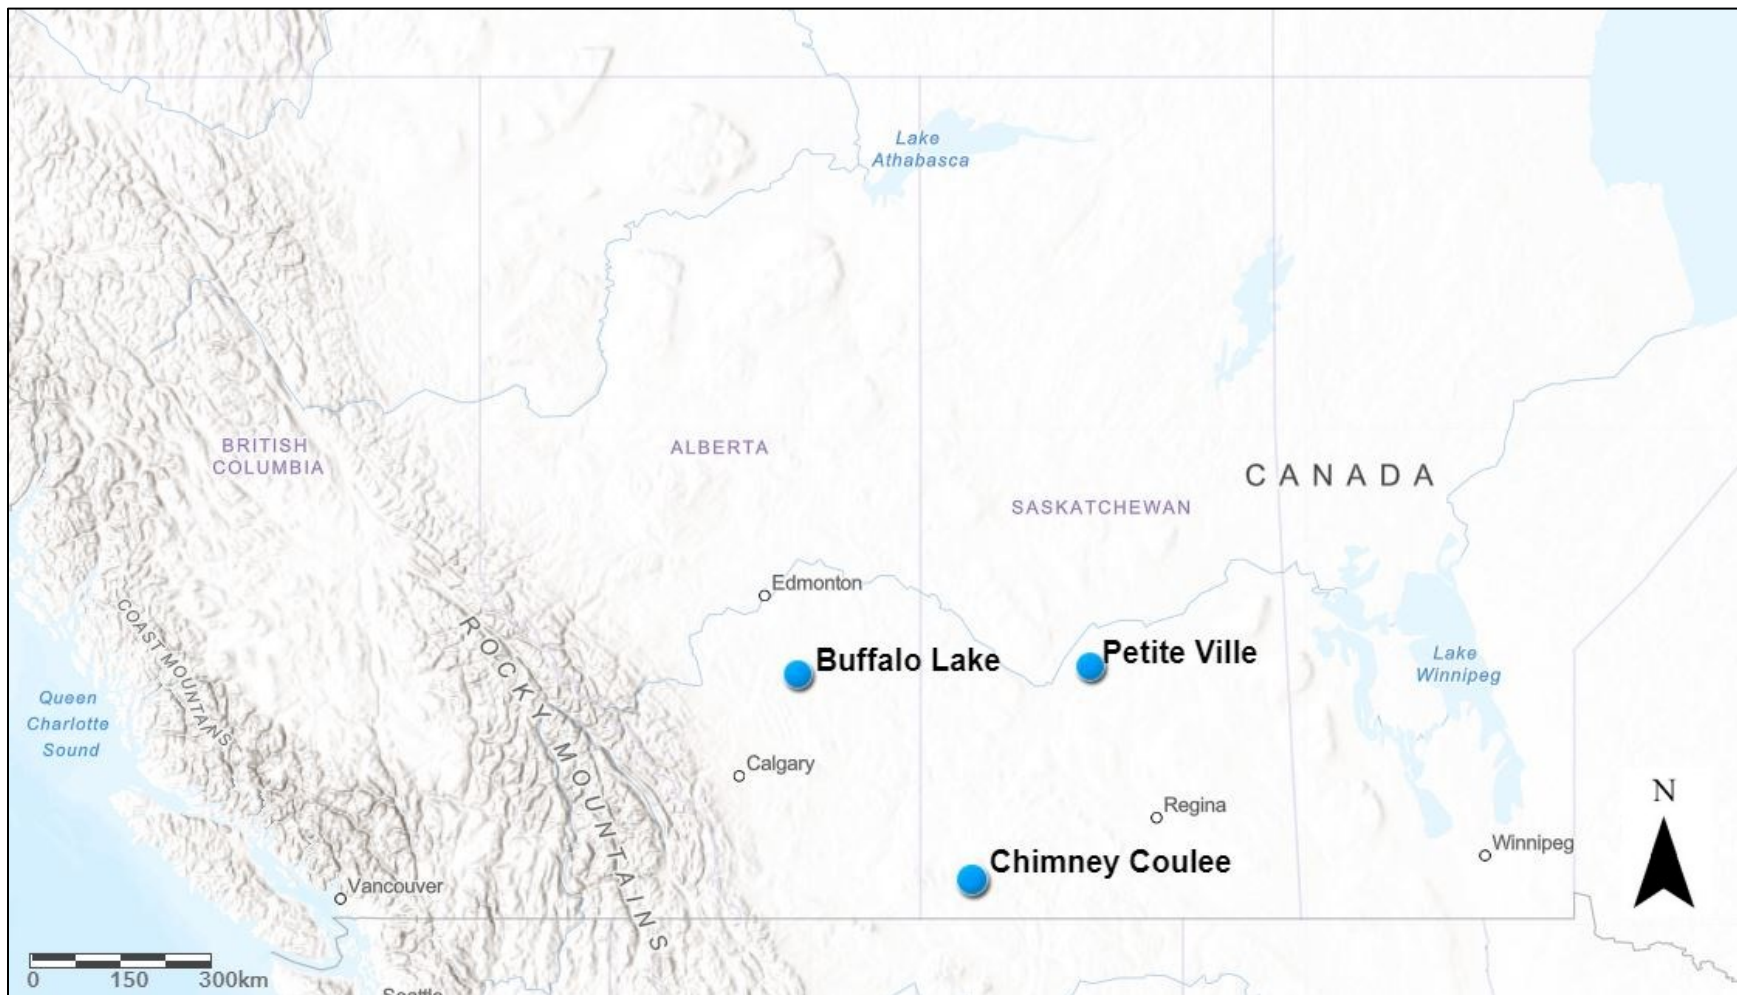 Lake
Athabasca
BRITISH
COLUMBIA
ALBERTA
CANADA
SASKATCHEWAN
Edmonton
COAST MOUNTAINS
ROCKY MOUNTAINS
Buffalo Lake
Petite Ville
Lake
Winnipeg
Queen
Charlotte
Sound
Calgary
Regina
N
Winnipeg
Chimney Coulee
Vancouver
0 150 300km
Seattle